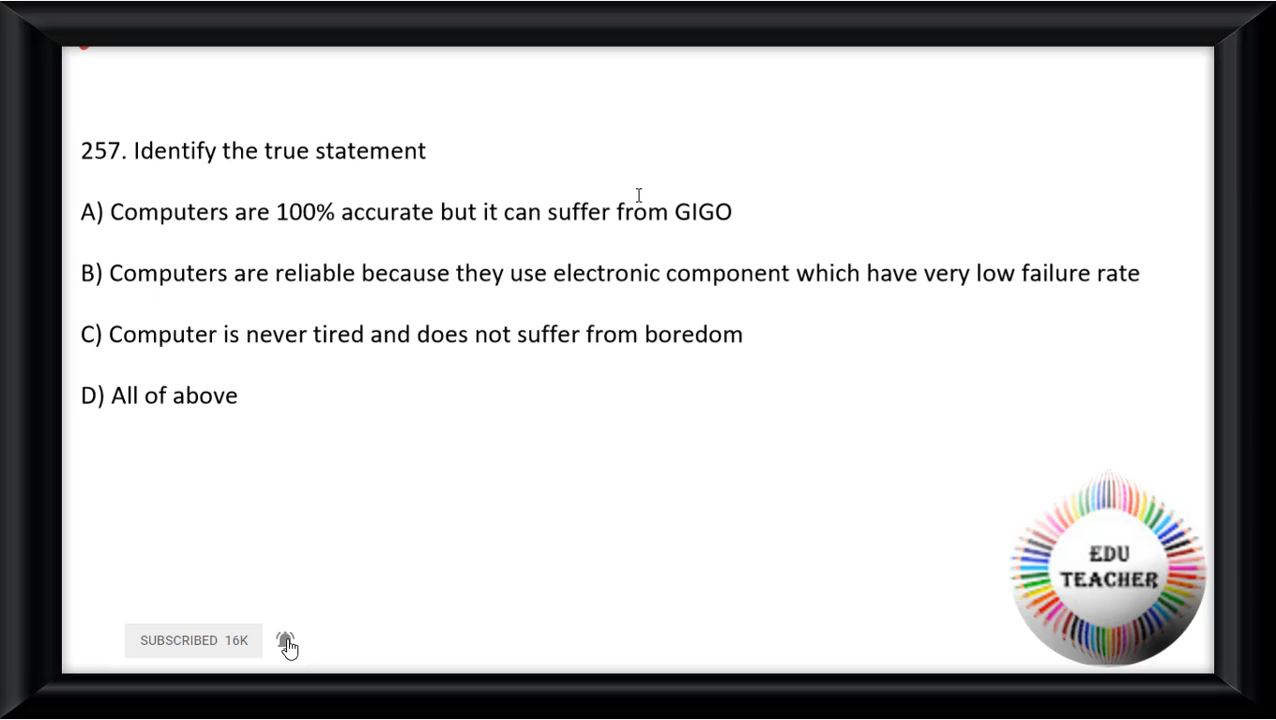 257. Identify the true statement
A) Computers are 100% accurate but it can suffer from GIGO
B) Computers are reliable because they use electronic component which have very low failure rate
C) Computer is never tired and does not suffer from boredom
D) All of above
EDU
TEACHER
SUBSCRIBED 16K